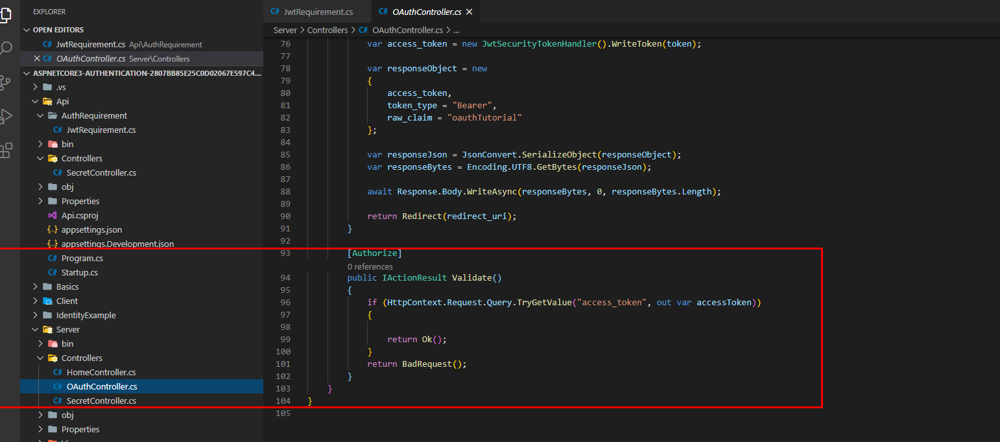 EXPLORER
OPEN EDITORS
C# JwtRequirement.cs Api\AuthRequirement
C# OAuthController.cs Server\Controllers
ASPNETCORE3-AUTHENTICATION-2807BB85E25C0D02067E597C4...
.vs
Api
AuthRequirement
C# JwtRequirement.cs
bin
Controllers
C# SecretController.cs
obj
Properties
Api.csproj
{..} appsettings.json
{..} appsettings.Development.json
C# Program.cs
C# Startup.cs
Basics
Client
IdentityExample
Server
bin
Controllers
C# HomeController.cs
C# OAuthController.cs
C# SecretController.cs
obj
Properties
C# JwtRequirement.cs
C# OAuthController.cs
Server > Controllers > C# OAuthController.cs > ...
76 var access_token = new JwtSecurityTokenHandler().WriteToken(token);
77
78 var responseObject = new
79 {
80 access_token,
81 token_type = "Bearer",
82 raw_claim = "oauthTutorial"
83 };
84
85 var responseJson = JsonConvert.SerializeObject(responseObject);
86 var responseBytes = Encoding.UTF8.GetBytes(responseJson);
87
88 await Response.Body.WriteAsync(responseBytes, 0, responseBytes.Length);
89
90 return Redirect(redirect_uri);
91 }
92
93 [Authorize]
0 references
94 public IActionResult Validate()
95 {
96 if (HttpContext.Request.Query.TryGetValue("access_token", out var accessToken))
97 {
98
99 return Ok();
100 }
101 return BadRequest();
102 }
103 }
104 }
105